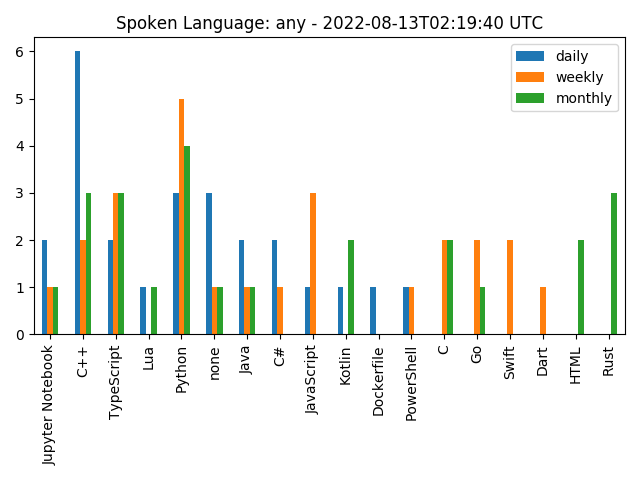 Spoken Language: any - 2022-08-13T02:19:40 UTC
daily
weekly
monthly
6
5
4
3
2
1
0
Jupyter Notebook
C++
TypeScript
Lua
Python
none
Java
C#
JavaScript
Kotlin
Dockerfile
PowerShell
C
Go
Swift
Dart
HTML
Rust